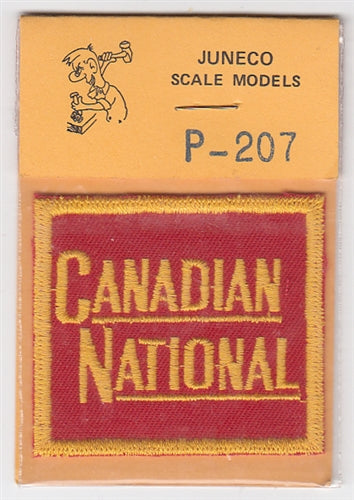 JUNECO
SCALE MODELS
P-207
CANADIAN
NATIONAL